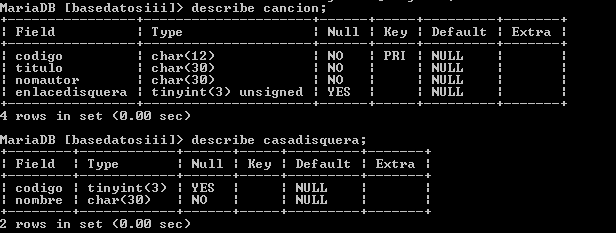 MariaDB [basedatosiii]> describe cancion;
+---------------+---------------------+------+-----+---------+-------+
| Field | Type | Null | Key | Default | Extra |
+---------------+---------------------+------+-----+---------+-------+
| codigo | char(12) | NO | PRI | NULL | |
| titulo | char(30) | NO | | NULL | |
| nomautor | char(30) | NO | | NULL | |
| enlacedisquera | tinyint(3) unsigned | YES | | NULL | |
+---------------+---------------------+------+-----+---------+-------+
4 rows in set (0.00 sec)
MariaDB [basedatosiii]> describe casadisquera;
+--------+------------+------+-----+---------+-------+
| Field | Type | Null | Key | Default | Extra |
+--------+------------+------+-----+---------+-------+
| codigo | tinyint(3) | YES | | NULL | |
| nombre | char(30) | NO | | NULL | |
+--------+------------+------+-----+---------+-------+
2 rows in set (0.00 sec)